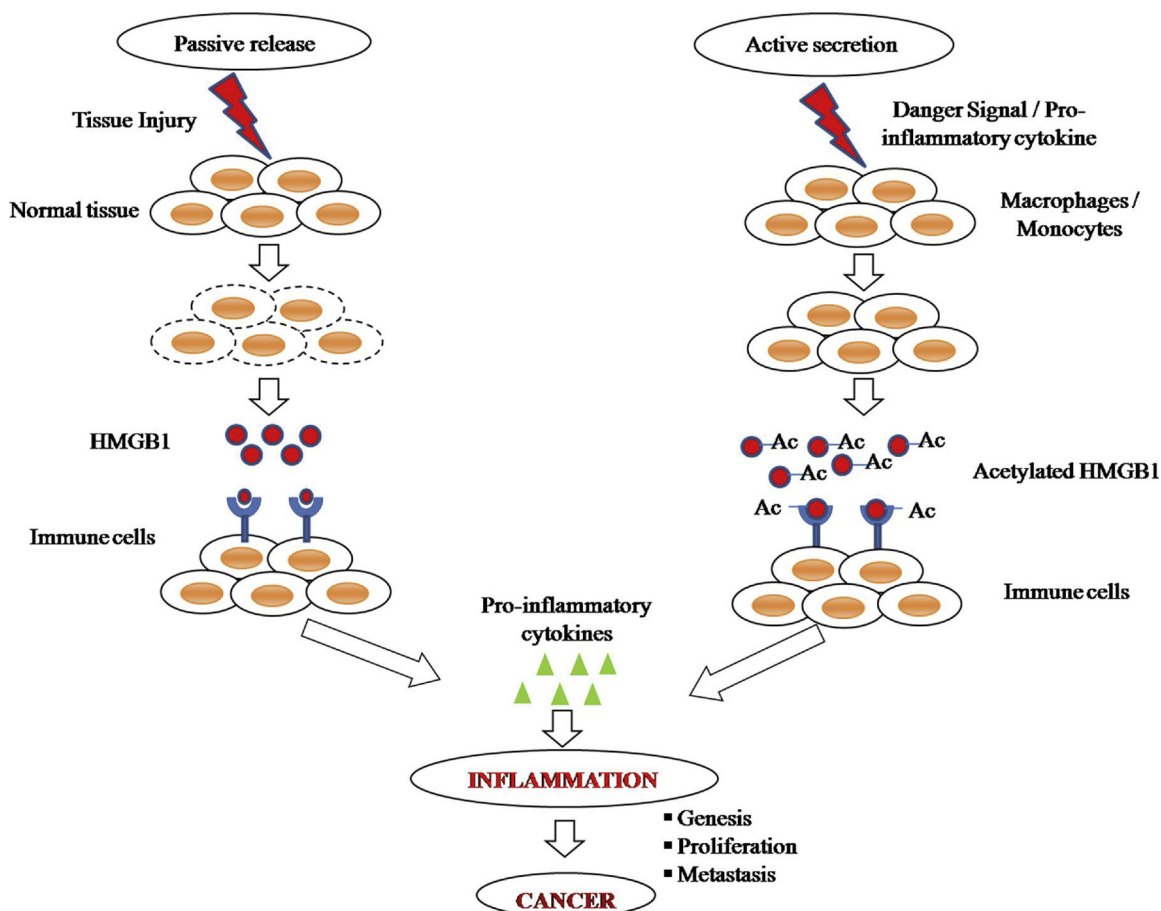 Passive release
Tissue Injury
Normal tissue
HMGB1
Immune cells
Active secretion
Danger Signal / Pro-
inflammatory cytokine
Macrophages /
Monocytes
Ac
Ac
Ac
Ac
Ac
Acetylated HMGB1
Ac
Ac
Immune cells
Pro-inflammatory
cytokines
INFLAMMATION
▪ Genesis
▪ Proliferation
▪ Metastasis
CANCER